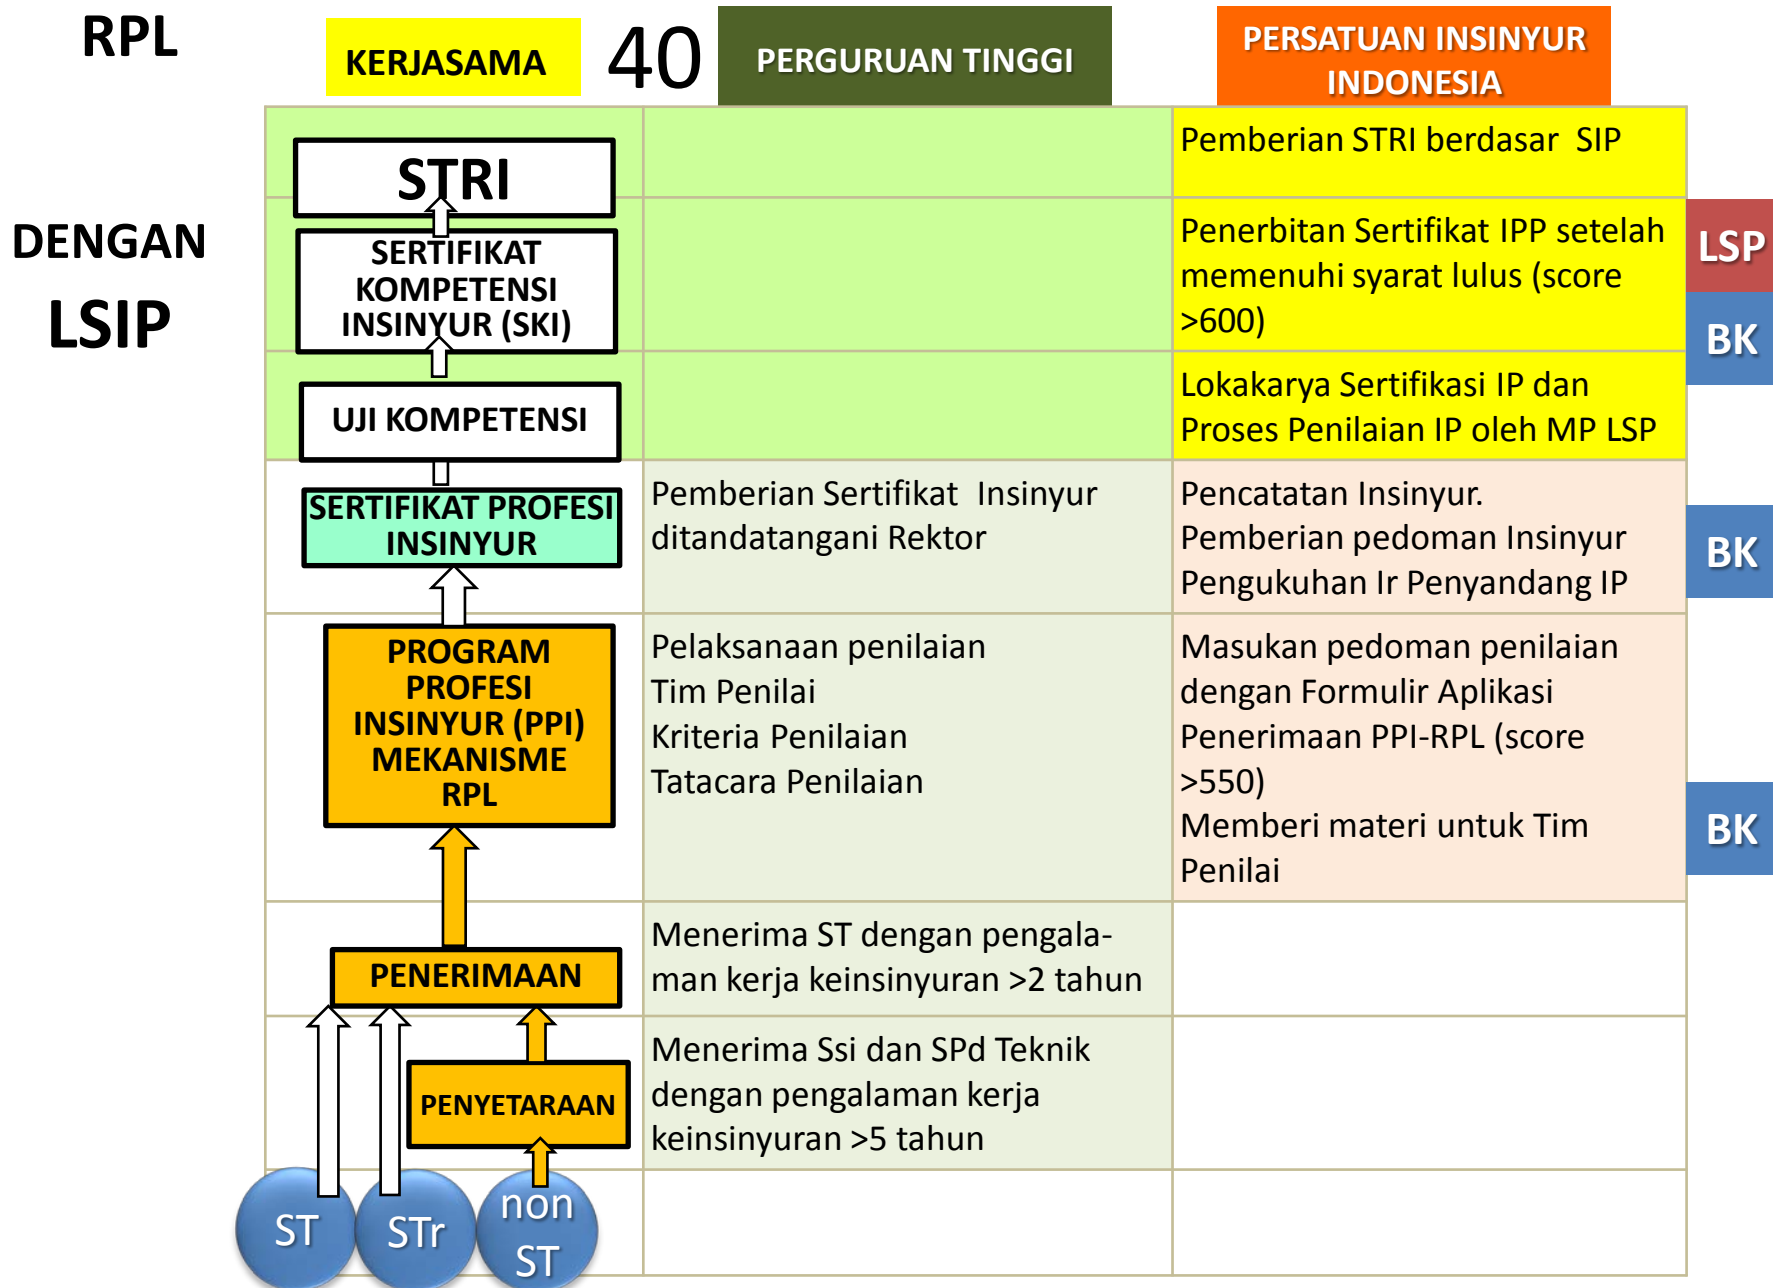 RPL
KERJASAMA
40
PERGURUAN TINGGI
PERSATUAN INSINYUR
INDONESIA
DENGAN
LSIP
STRI
Pemberian STRI berdasar SIP
SERTIFIKAT
KOMPETENSI
INSINYUR (SKI)
Penerbitan Sertifikat IPP setelah
memenuhi syarat lulus (score
>600)
LSP
BK
UJI KOMPETENSI
Lokakarya Sertifikasi IP dan
Proses Penilaian IP oleh MP LSP
SERTIFIKAT PROFESI
INSINYUR
Pemberian Sertifikat Insinyur
ditandatangani Rektor
Pencatatan Insinyur.
Pemberian pedoman Insinyur
Pengukuhan Ir Penyandang IP
BK
PROGRAM
PROFESI
INSINYUR (PPI)
MEKANISME
RPL
Pelaksanaan penilaian
Tim Penilai
Kriteria Penilaian
Tatacara Penilaian
Masukan pedoman penilaian
dengan Formulir Aplikasi
Penerimaan PPI-RPL (score
>550)
Memberi materi untuk Tim
Penilai
BK
PENERIMAAN
Menerima ST dengan pengala-
man kerja keinsinyuran >2 tahun
PENYETARAAN
Menerima Ssi dan SPd Teknik
dengan pengalaman kerja
keinsinyuran >5 tahun
ST
STr
non
ST